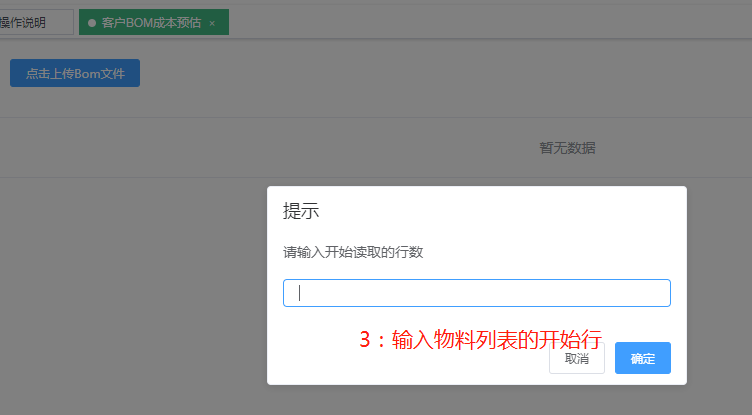 操作说明
客户BOM成本预估 ×
点击上传Bom文件
暂无数据
提示
请输入开始读取的行数
3：输入物料列表的开始行
取消
确定